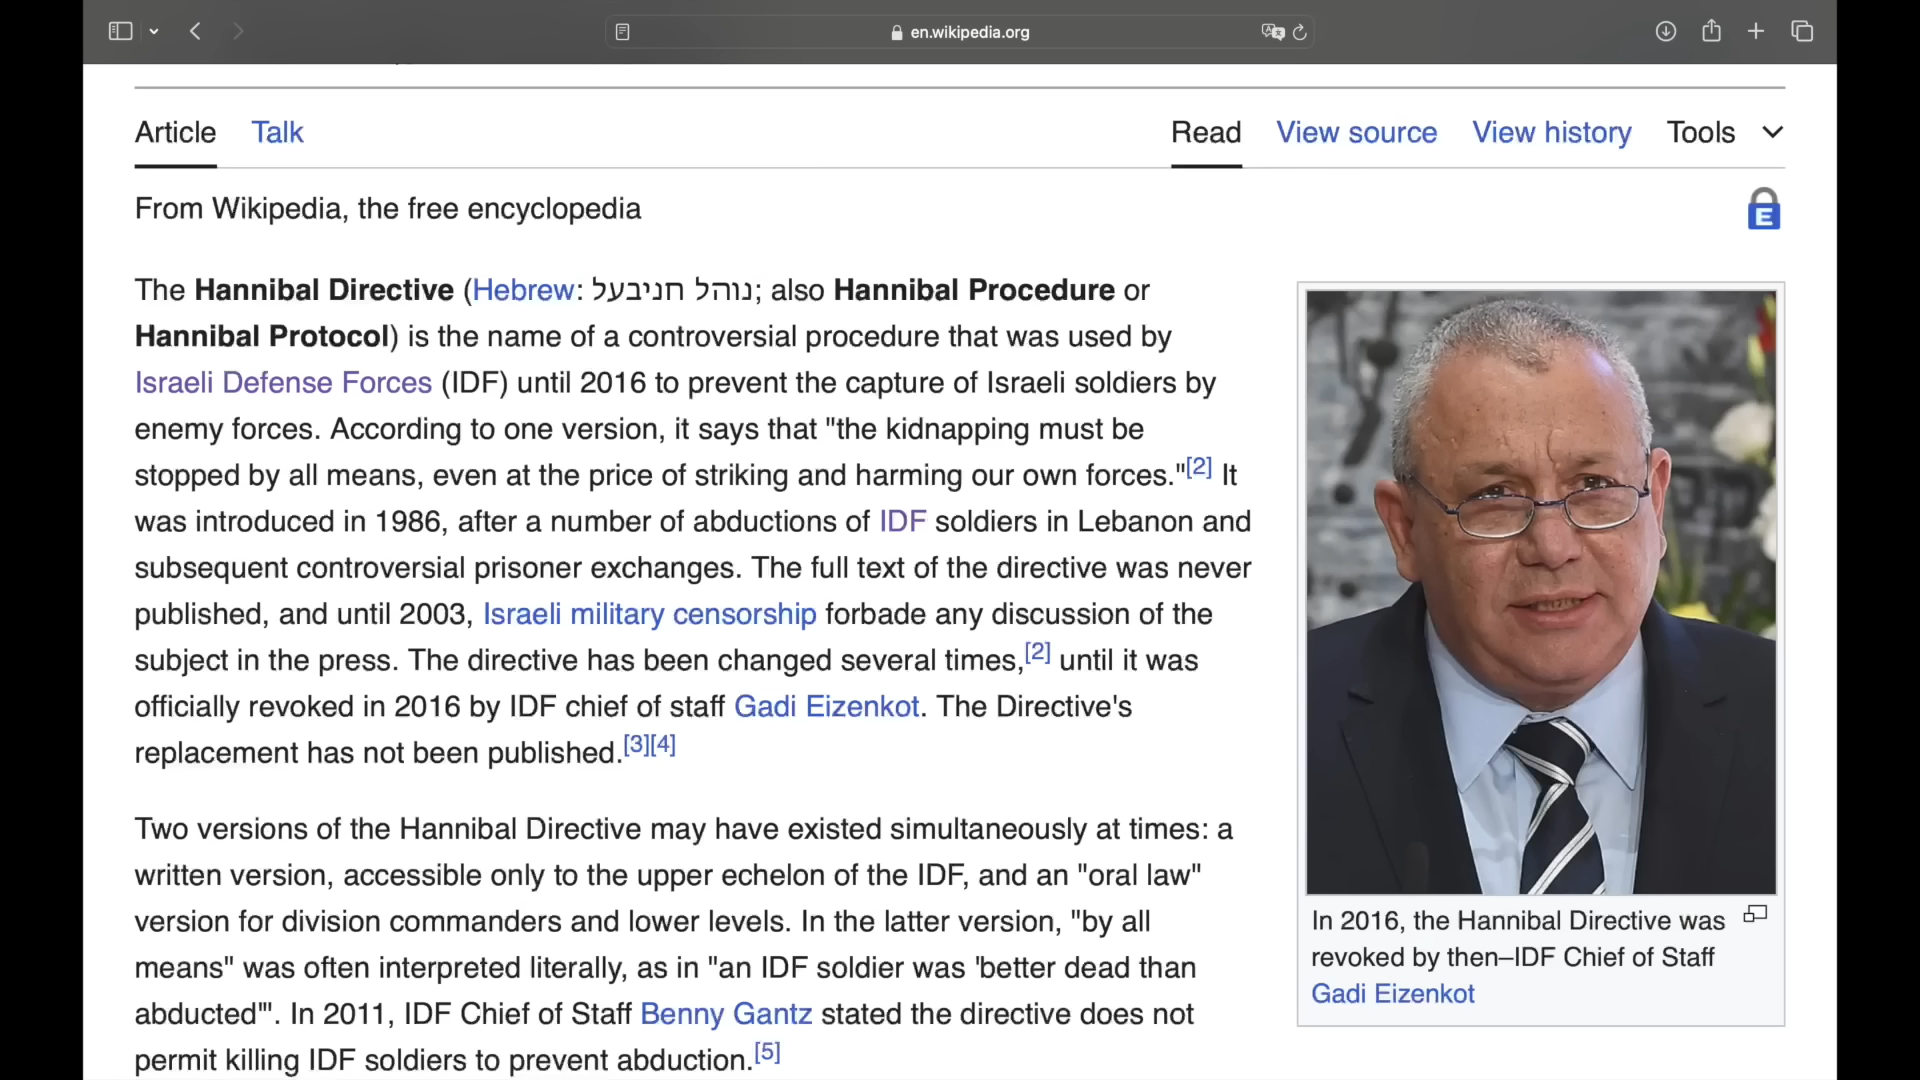 en.wikipedia.org
Article
Talk
Read
View source
View history
Tools
From Wikipedia, the free encyclopedia
E
The Hannibal Directive (Hebrew: נוהל חניבעל; also Hannibal Procedure or
Hannibal Protocol) is the name of a controversial procedure that was used by
Israeli Defense Forces (IDF) until 2016 to prevent the capture of Israeli soldiers by
enemy forces. According to one version, it says that "the kidnapping must be
stopped by all means, even at the price of striking and harming our own forces."[2] It
was introduced in 1986, after a number of abductions of IDF soldiers in Lebanon and
subsequent controversial prisoner exchanges. The full text of the directive was never
published, and until 2003, Israeli military censorship forbade any discussion of the
subject in the press. The directive has been changed several times,[2] until it was
officially revoked in 2016 by IDF chief of staff Gadi Eizenkot. The Directive's
replacement has not been published.[3][4]
Two versions of the Hannibal Directive may have existed simultaneously at times: a
written version, accessible only to the upper echelon of the IDF, and an "oral law"
version for division commanders and lower levels. In the latter version, "by all
means" was often interpreted literally, as in "an IDF soldier was 'better dead than
abducted'". In 2011, IDF Chief of Staff Benny Gantz stated the directive does not
permit killing IDF soldiers to prevent abduction.[5]
In 2016, the Hannibal Directive was
revoked by then–IDF Chief of Staff
Gadi Eizenkot